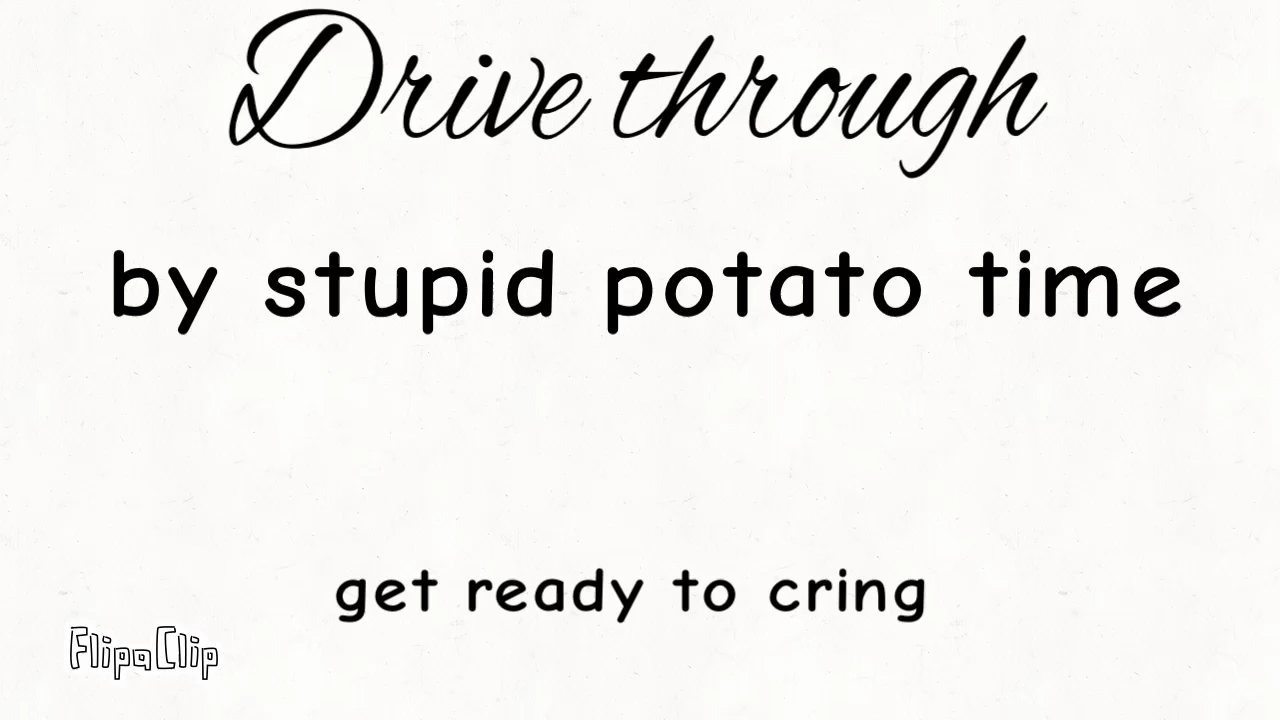 Drive through
by stupid potato time
get ready to cring
FlipaClip